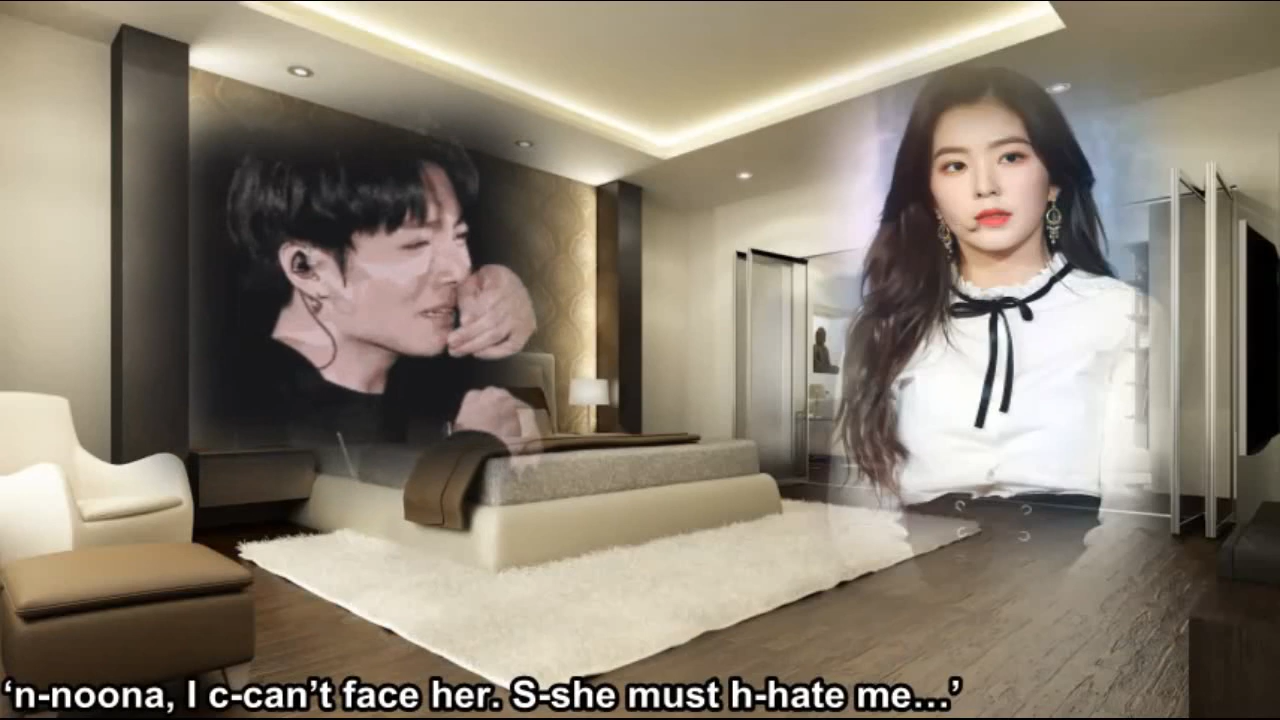 ‘n-noona, I c-can’t face her. S-she must h-hate me...’